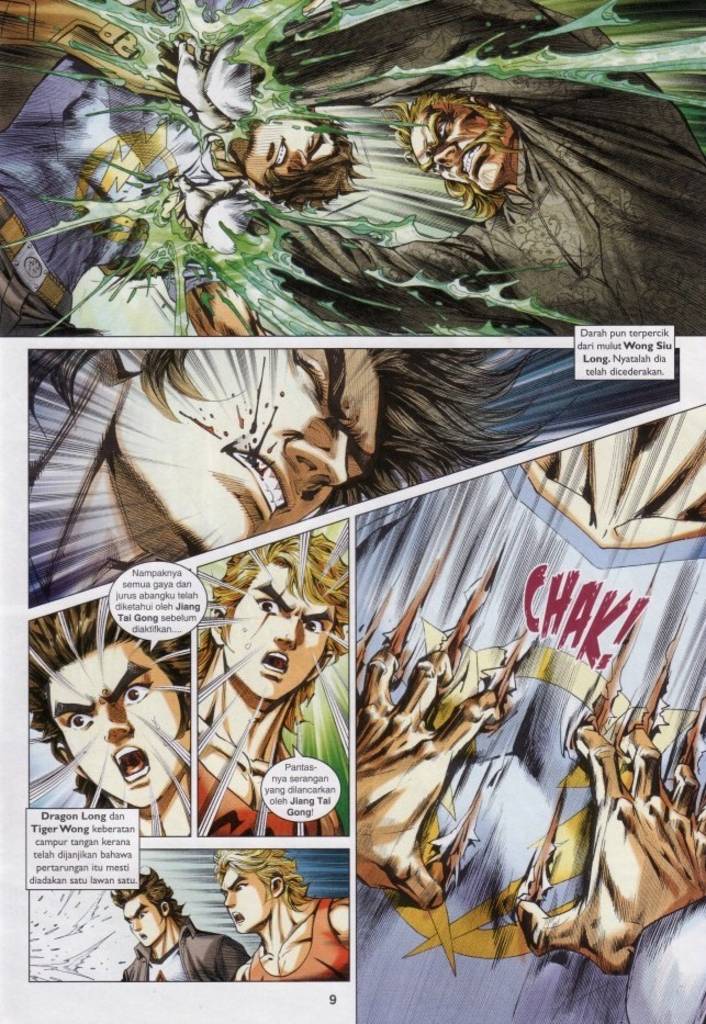 Darah pun terpercik
dari mulut Wong Siu
Long. Nyatalah dia
telah dicederakan.
Nampaknya
semua gaya dan
jurus abangku telah
diketahui oleh Jiang
Tai Gong sebelum
diaktifkan....
CHAK!
Pantas-
nya serangan
yang dilancarkan
oleh Jiang Tai
Gong!
Dragon Long dan
Tiger Wong keberatan
campur tangan kerana
telah dijanjikan bahawa
pertarungan itu mesti
diadakan satu lawan satu.
9